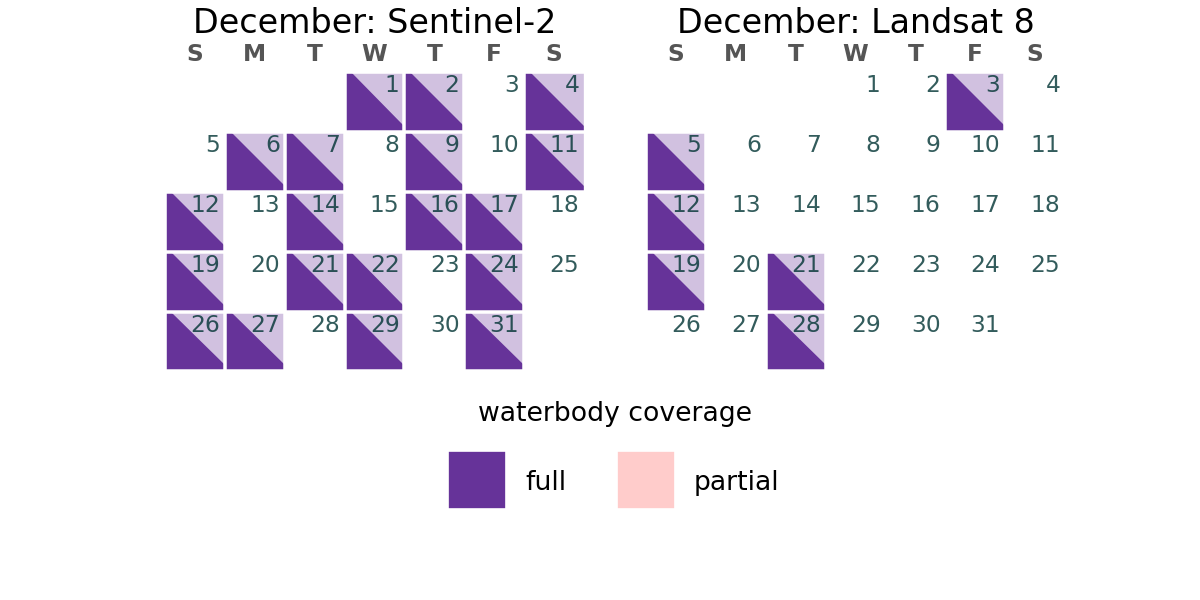 December: Sentinel-2
S M T W T F S
1 2 3 4
5 6 7 8 9 10 11
12 13 14 15 16 17 18
19 20 21 22 23 24 25
26 27 28 29 30 31
December: Landsat 8
S M T W T F S
1 2 3 4
5 6 7 8 9 10 11
12 13 14 15 16 17 18
19 20 21 22 23 24 25
26 27 28 29 30 31
waterbody coverage
full partial